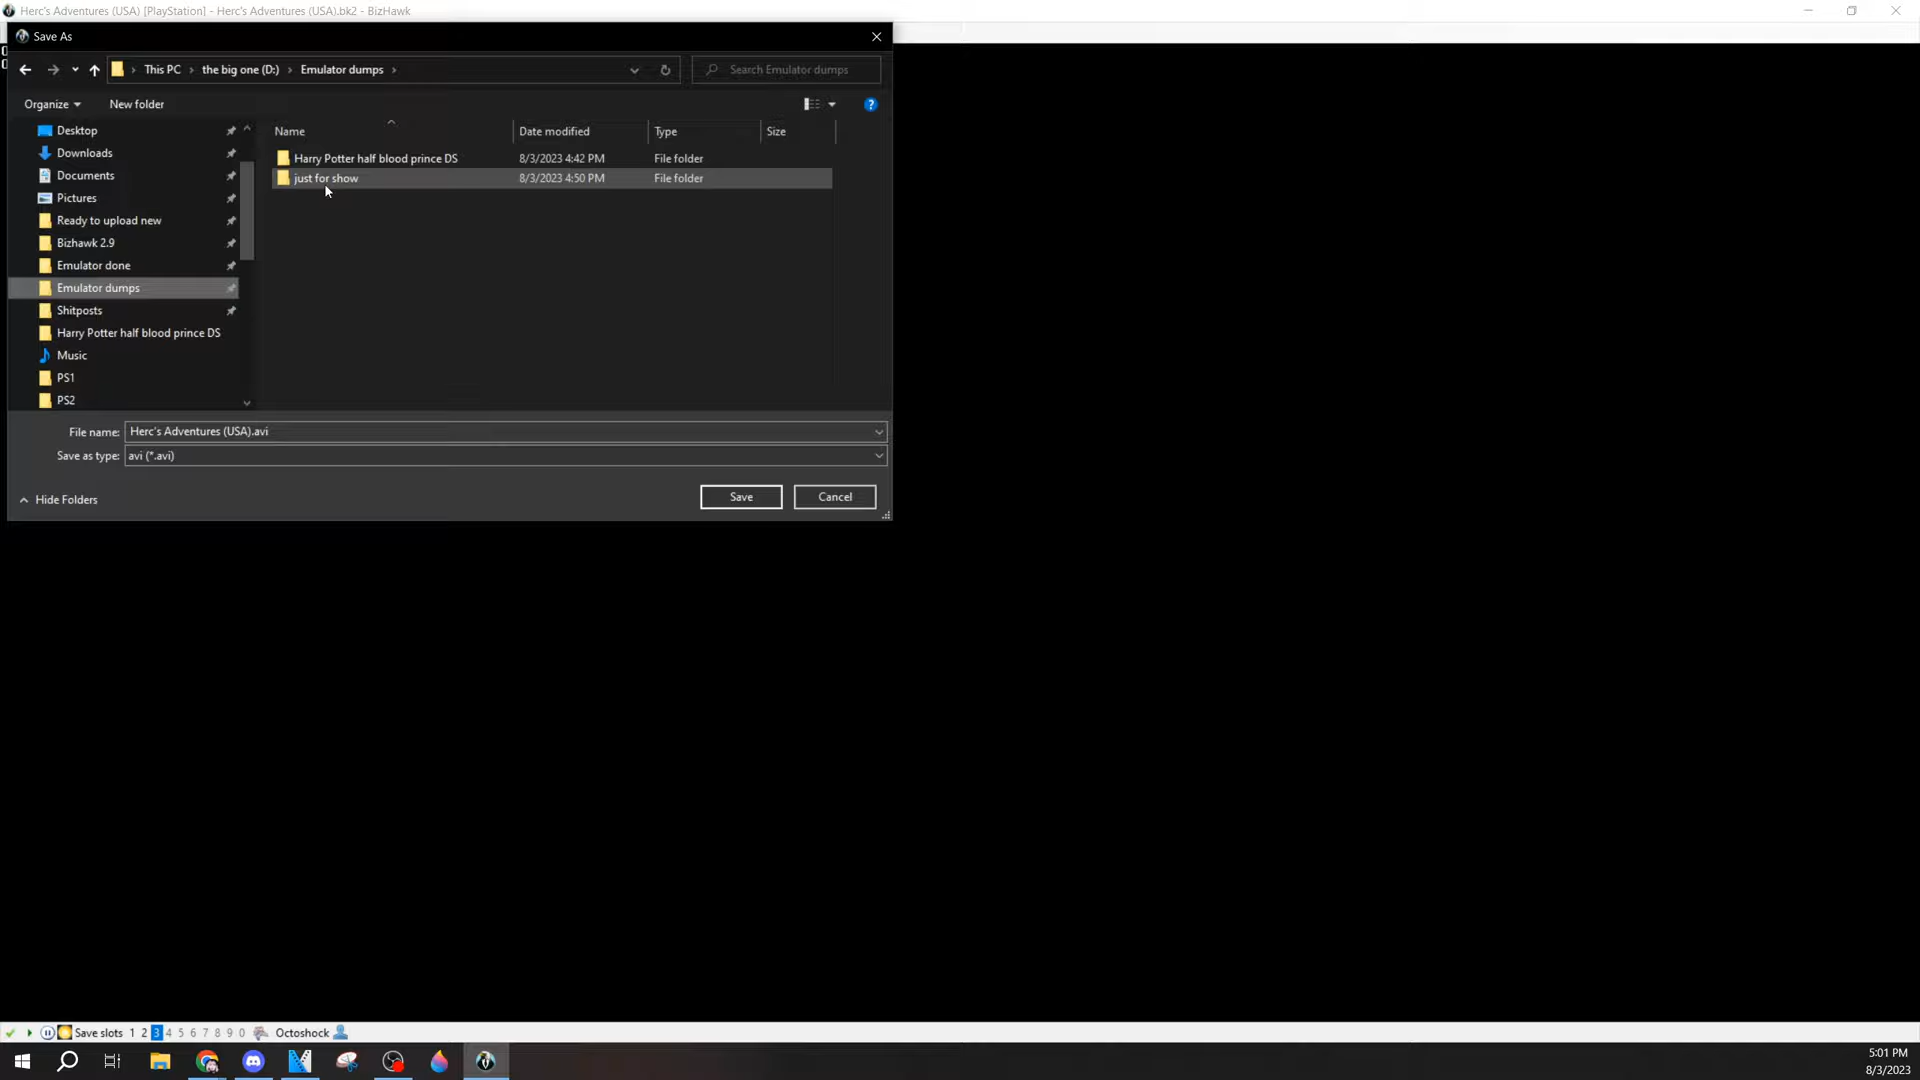 Herc's Adventures (USA) [PlayStation] - Herc's Adventures (USA).bk2 - BizHawk
Save As
This PC > the big one (D:) > Emulator dumps >
Search Emulator dumps
Organize
New folder
Name
Date modified
Type
Size
Harry Potter half blood prince DS
8/3/2023 4:42 PM
File folder
just for show
8/3/2023 4:50 PM
File folder
Desktop
Downloads
Documents
Pictures
Ready to upload new
Bizhawk 2.9
Emulator done
Emulator dumps
Shitposts
Harry Potter half blood prince DS
Music
PS1
PS2
File name: Herc's Adventures (USA).avi
Save as type: avi (*.avi)
Hide Folders
Save
Cancel
Save slots 1 2 3 4 5 6 7 8 9 0 Octoshock
5:01 PM
8/3/2023